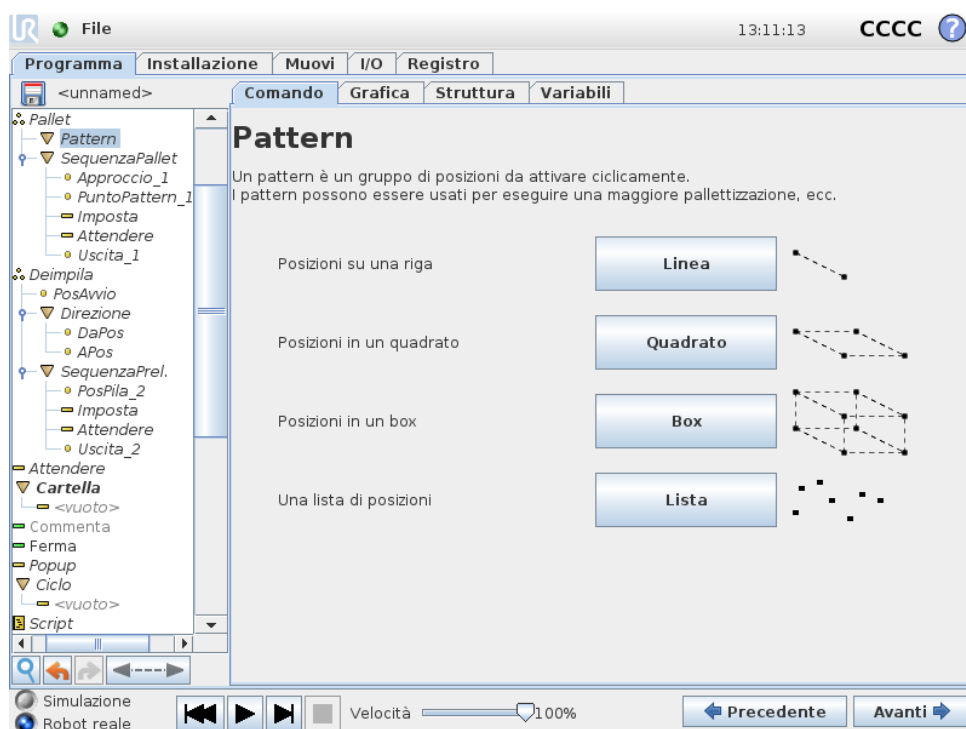 UR File 13:11:13 CCCC ?
Programma Installazione Muovi I/O Registro
<unnamed> Comando Grafica Struttura Variabili
Pallet
Pattern
SequenzaPallet
Approccio_1
PuntoPattern_1
Imposta
Attendere
Uscita_1
Deimpila
PosAvvio
Direzione
DaPos
APos
SequenzaPrel.
PosPila_2
Imposta
Attendere
Uscita_2
Attendere
Cartella
<vuoto>
Commenta
Ferma
Popup
Ciclo
<vuoto>
Script
Pattern
Un pattern è un gruppo di posizioni da attivare ciclicamente.
I pattern possono essere usati per eseguire una maggiore pallettizzazione, ecc.
Posizioni su una riga Linea
Posizioni in un quadrato Quadrato
Posizioni in un box Box
Una lista di posizioni Lista
Simulazione
Robot reale
Velocità 100% Precedente Avanti